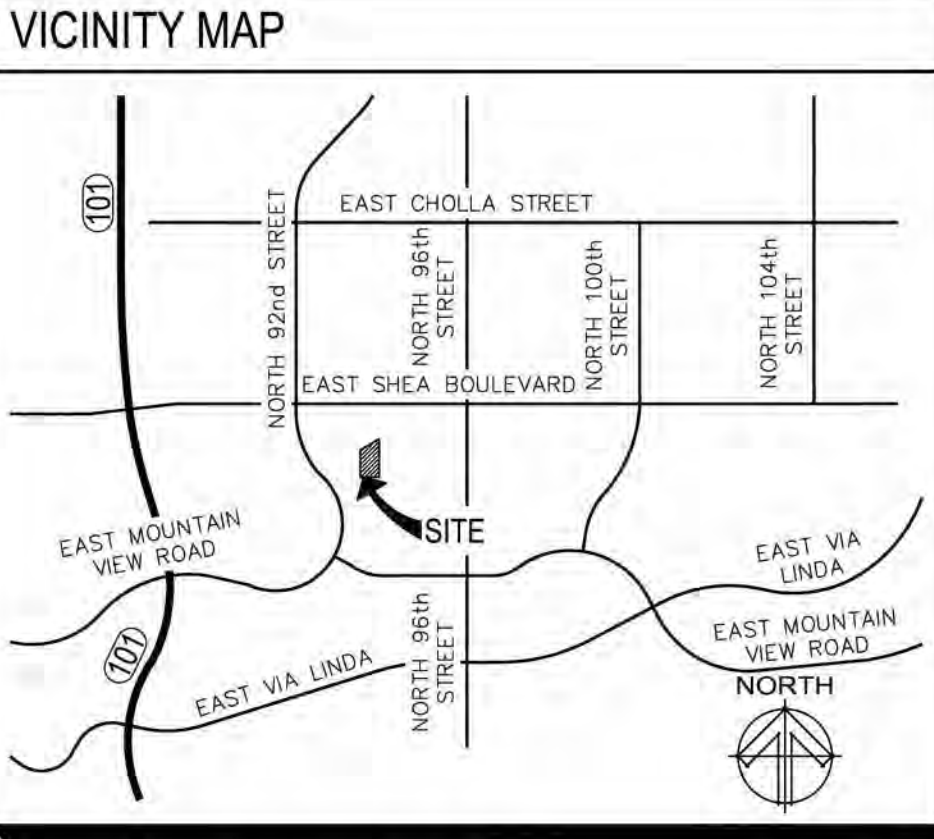 VICINITY MAP
101
EAST CHOLLA STREET
NORTH 92nd STREET
NORTH 96th
STREET
NORTH 100th
STREET
NORTH 104th
STREET
EAST SHEA BOULEVARD
SITE
EAST MOUNTAIN
VIEW ROAD
EAST VIA
LINDA
101
EAST VIA LINDA
NORTH 96th
STREET
EAST MOUNTAIN
VIEW ROAD
NORTH